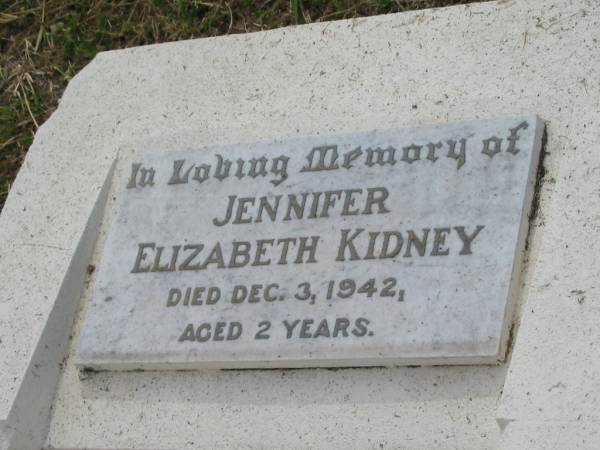 In Loving Memory of
JENNIFER
ELIZABETH KIDNEY
DIED DEC. 3, 1942,
AGED 2 YEARS.